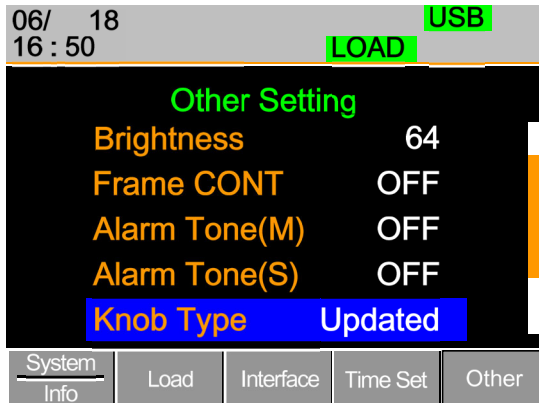 06/ 18 USB
16 : 50 LOAD
Other Setting
Brightness 64
Frame CONT OFF
Alarm Tone(M) OFF
Alarm Tone(S) OFF
Knob Type Updated
System
Info Load Interface Time Set Other